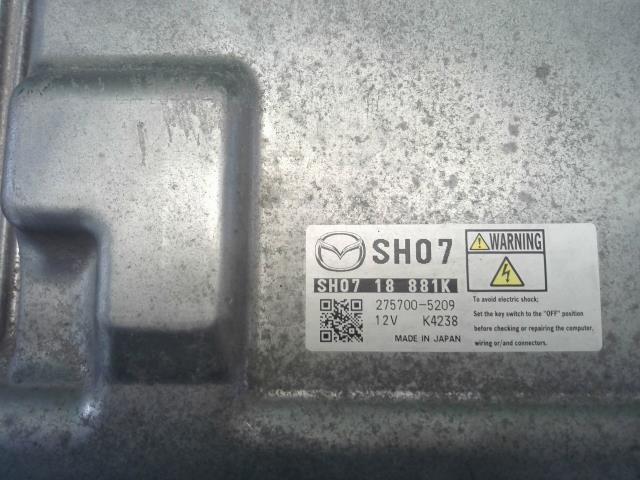 SH07
SH07 18 881K
275700-5209
12V K4238
MADE IN JAPAN
WARNING
To avoid electric shock;
Set the key switch to the "OFF" position
before checking or repairing the computer,
wiring or/and connectors.